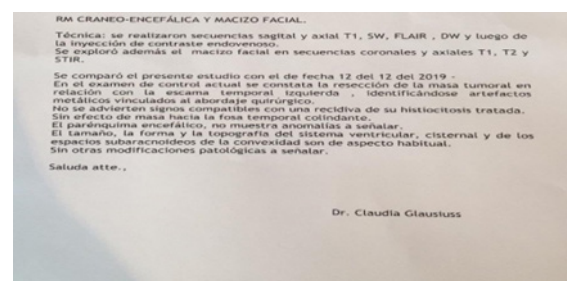 RM CRANEO-ENCEFÁLICA Y MACIZO FACIAL.
Técnica: se realizaron secuencias sagital y axial T1, SW, FLAIR , DW y luego de
la inyección de contraste endovenoso.
Se exploró además el macizo facial en secuencias coronales y axiales T1, T2 y
STIR.
Se comparó el presente estudio con el de fecha 12 del 12 del 2019 -
En el examen de control actual se constata la resección de la masa tumoral en
relación con la escama temporal izquierda , identificándose artefactos
metálicos vinculados al abordaje quirúrgico.
No se advierten signos compatibles con una recidiva de su histiocitosis tratada.
Sin efecto de masa hacia la fosa temporal colindante.
El parénquima encefálico, no muestra anomalías a señalar.
El tamaño, la forma y la topografía del sistema ventricular, cisternal y de los
espacios subaracnoideos de la convexidad son de aspecto habitual.
Sin otras modificaciones patológicas a señalar.
Saluda atte.,
Dr. Claudia Glausiuss